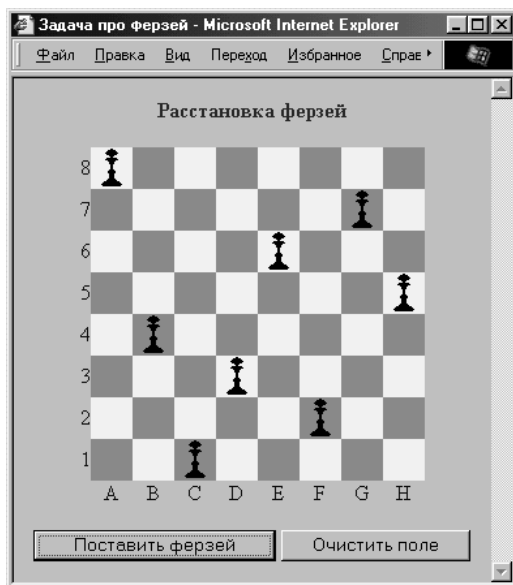 Задача про ферзей - Microsoft Internet Explorer
Файл Правка Вид Переход Избранное Справ
Расстановка ферзей
8
7
6
5
4
3
2
1
A B C D E F G H
Поставить ферзей Очистить поле